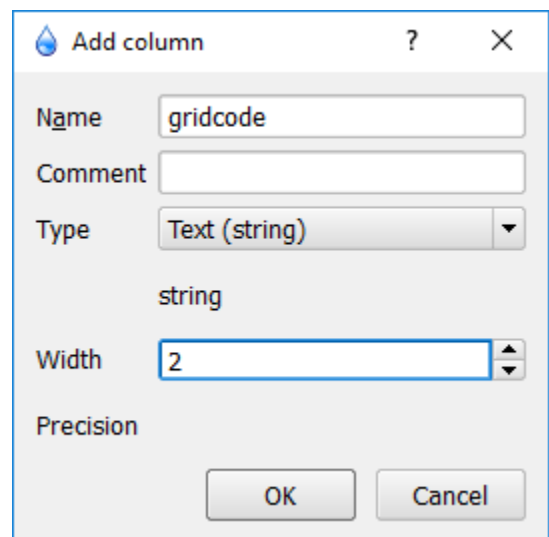 Add column ?
Name gridcode
Comment
Type Text (string)
string
Width 2
Precision
OK Cancel